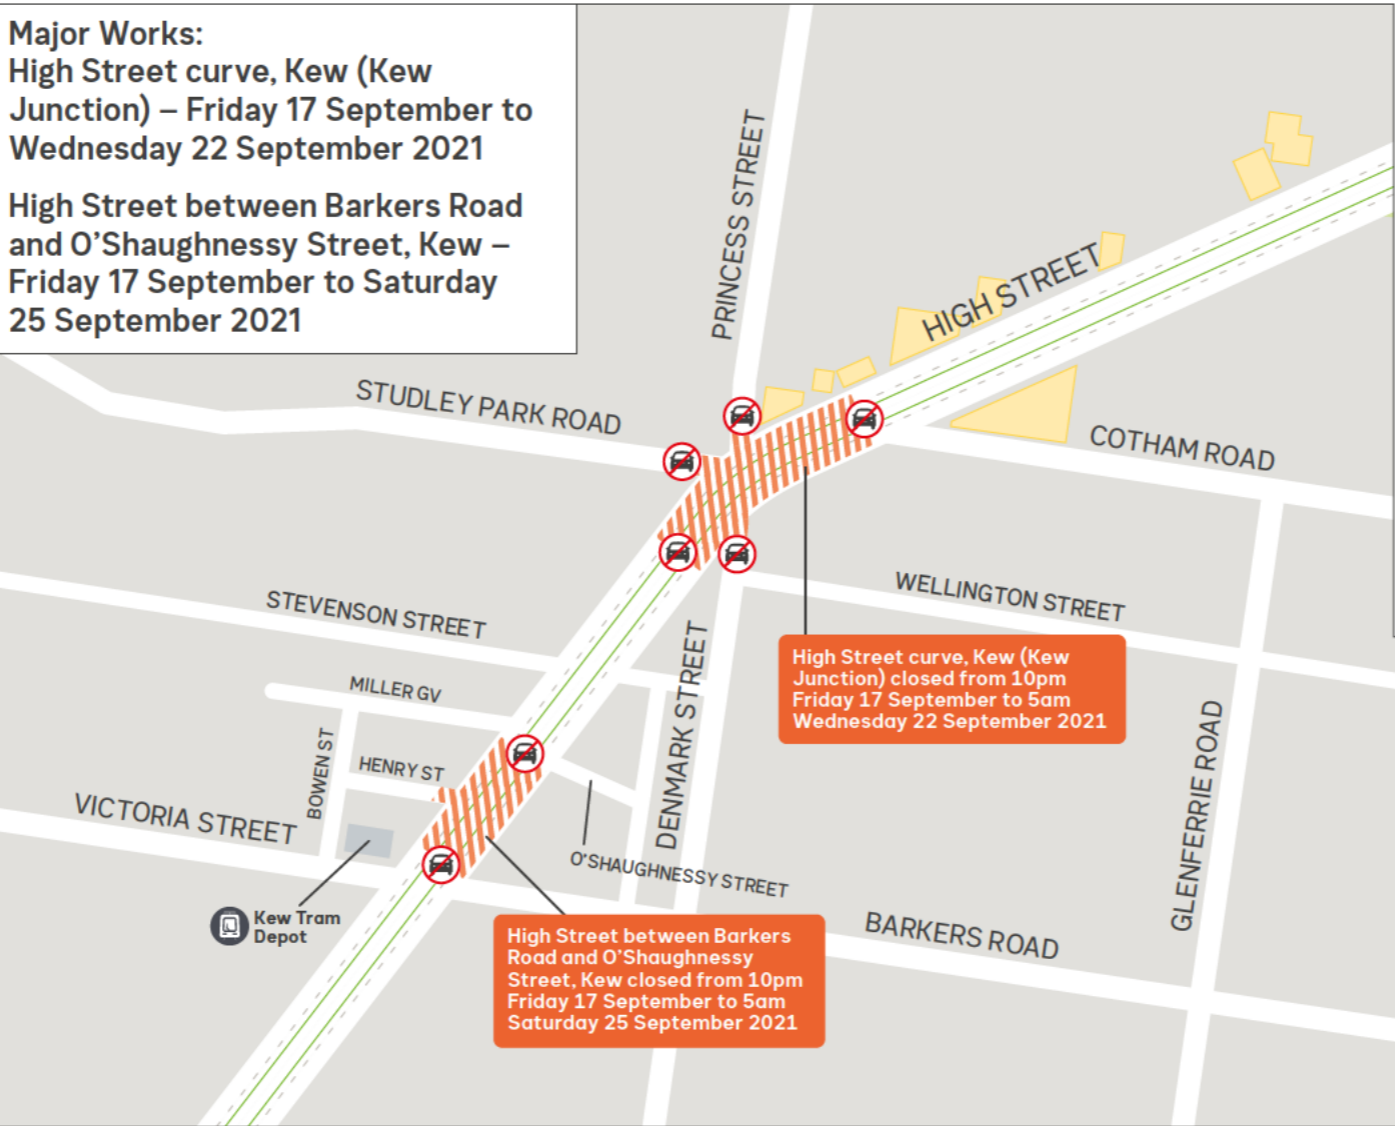 Major Works:
High Street curve, Kew (Kew
Junction) – Friday 17 September to
Wednesday 22 September 2021
High Street between Barkers Road
and O'Shaughnessy Street, Kew –
Friday 17 September to Saturday
25 September 2021
PRINCESS STREET
HIGH STREET
STUDLEY PARK ROAD
COTHAM ROAD
WELLINGTON STREET
STEVENSON STREET
High Street curve, Kew (Kew
Junction) closed from 10pm
Friday 17 September to 5am
Wednesday 22 September 2021
MILLER GV
DENMARK STREET
BOWEN ST
HENRY ST
GLENFERRIE ROAD
VICTORIA STREET
O'SHAUGHNESSY STREET
Kew Tram
Depot
BARKERS ROAD
High Street between Barkers
Road and O'Shaughnessy
Street, Kew closed from 10pm
Friday 17 September to 5am
Saturday 25 September 2021